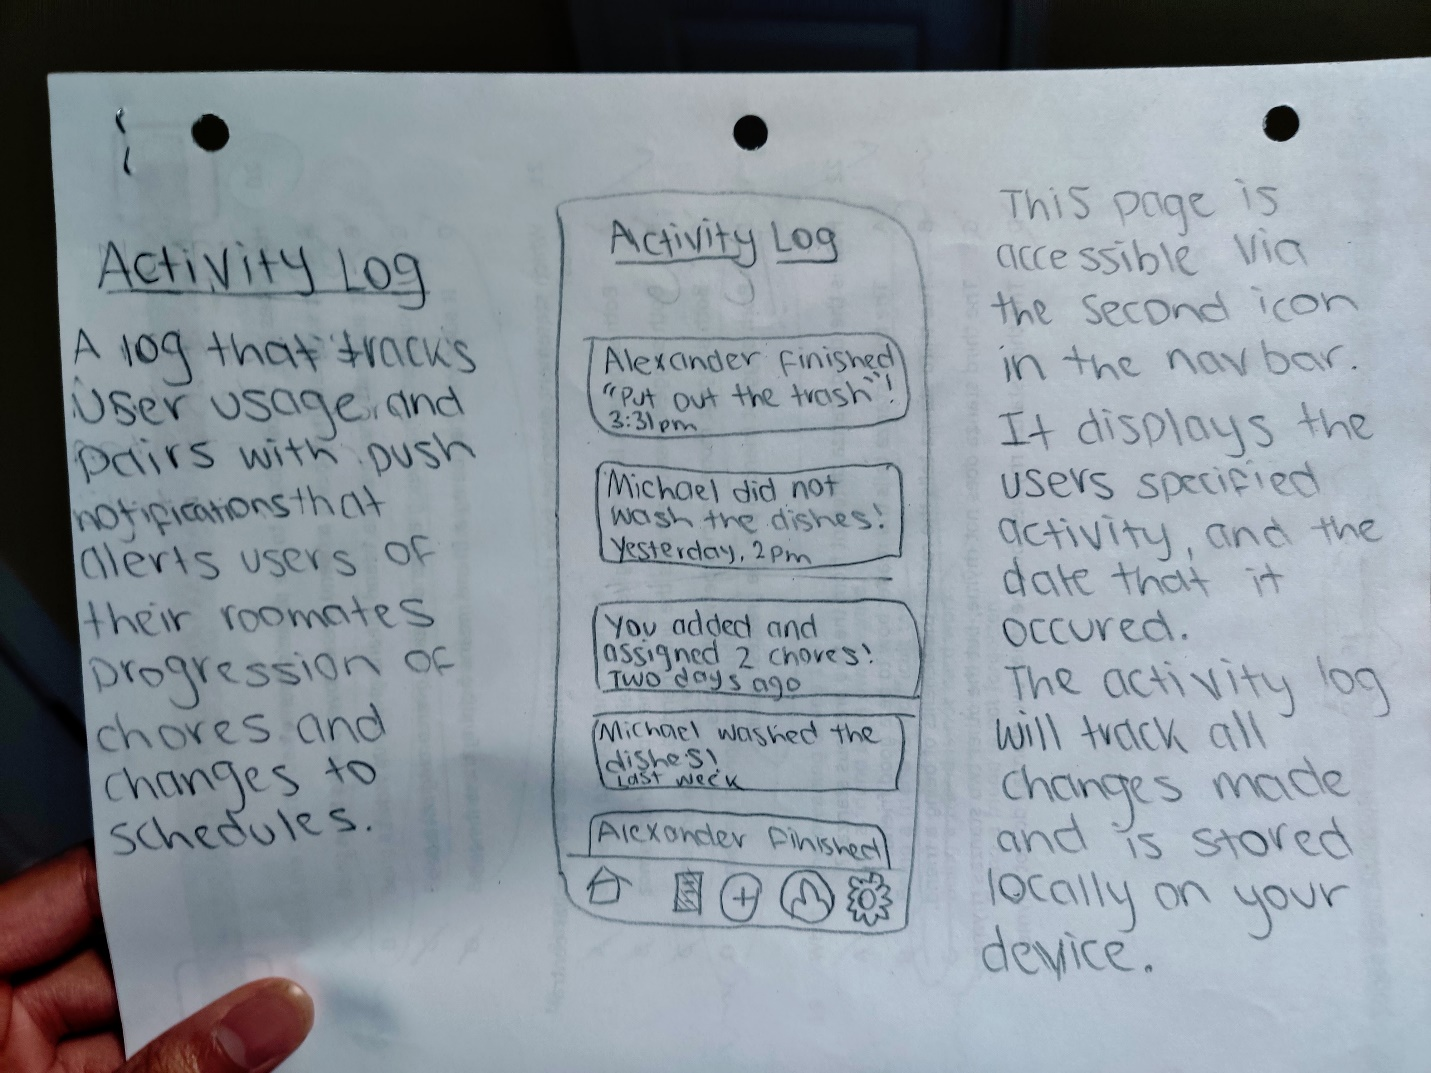 Activity Log
A log that tracks
user usage, and
pairs with push
notifications that
alerts users of
their roomates
progression of
chores and
changes to
schedules.
Activity Log
Alexander finished
"Put out the trash"!
3:31pm
Michael did not
wash the dishes!
Yesterday, 2pm
You added and
assigned 2 chores!
Two days ago
Michael washed the
dishes!
Last week
Alexander finished
This page is
accessible via
the second icon
in the navbar.
It displays the
users specified
activity, and the
date that it
occured.
The activity log
will track all
changes made
and is stored
locally on your
device.